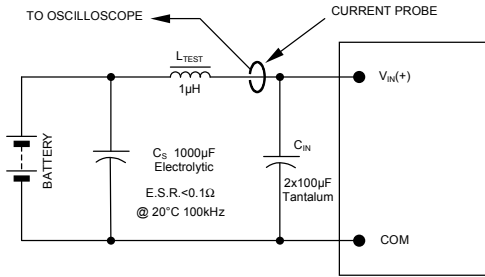 TO OSCILLOSCOPE
CURRENT PROBE
LTEST
1µH
VIN(+)
BATTERY
CS 1000µF
Electrolytic
E.S.R.<0.1Ω
@ 20°C 100kHz
CIN
2x100µF
Tantalum
COM